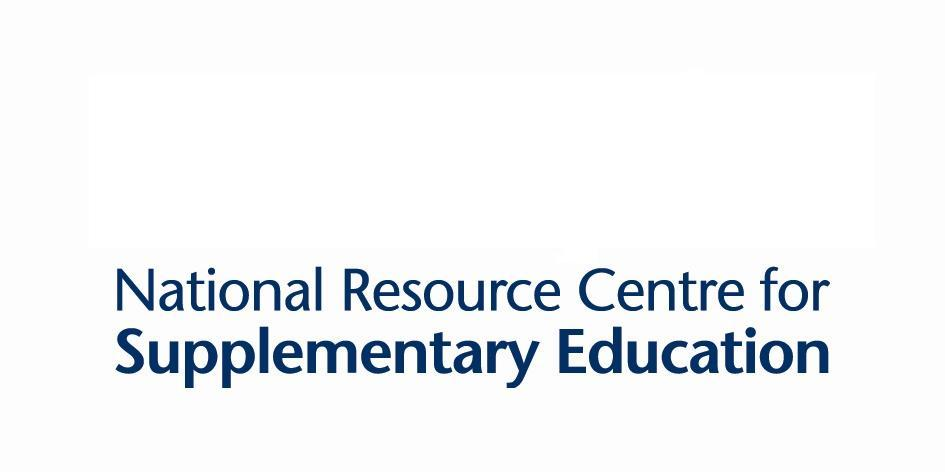 National Resource Centre for
Supplementary Education